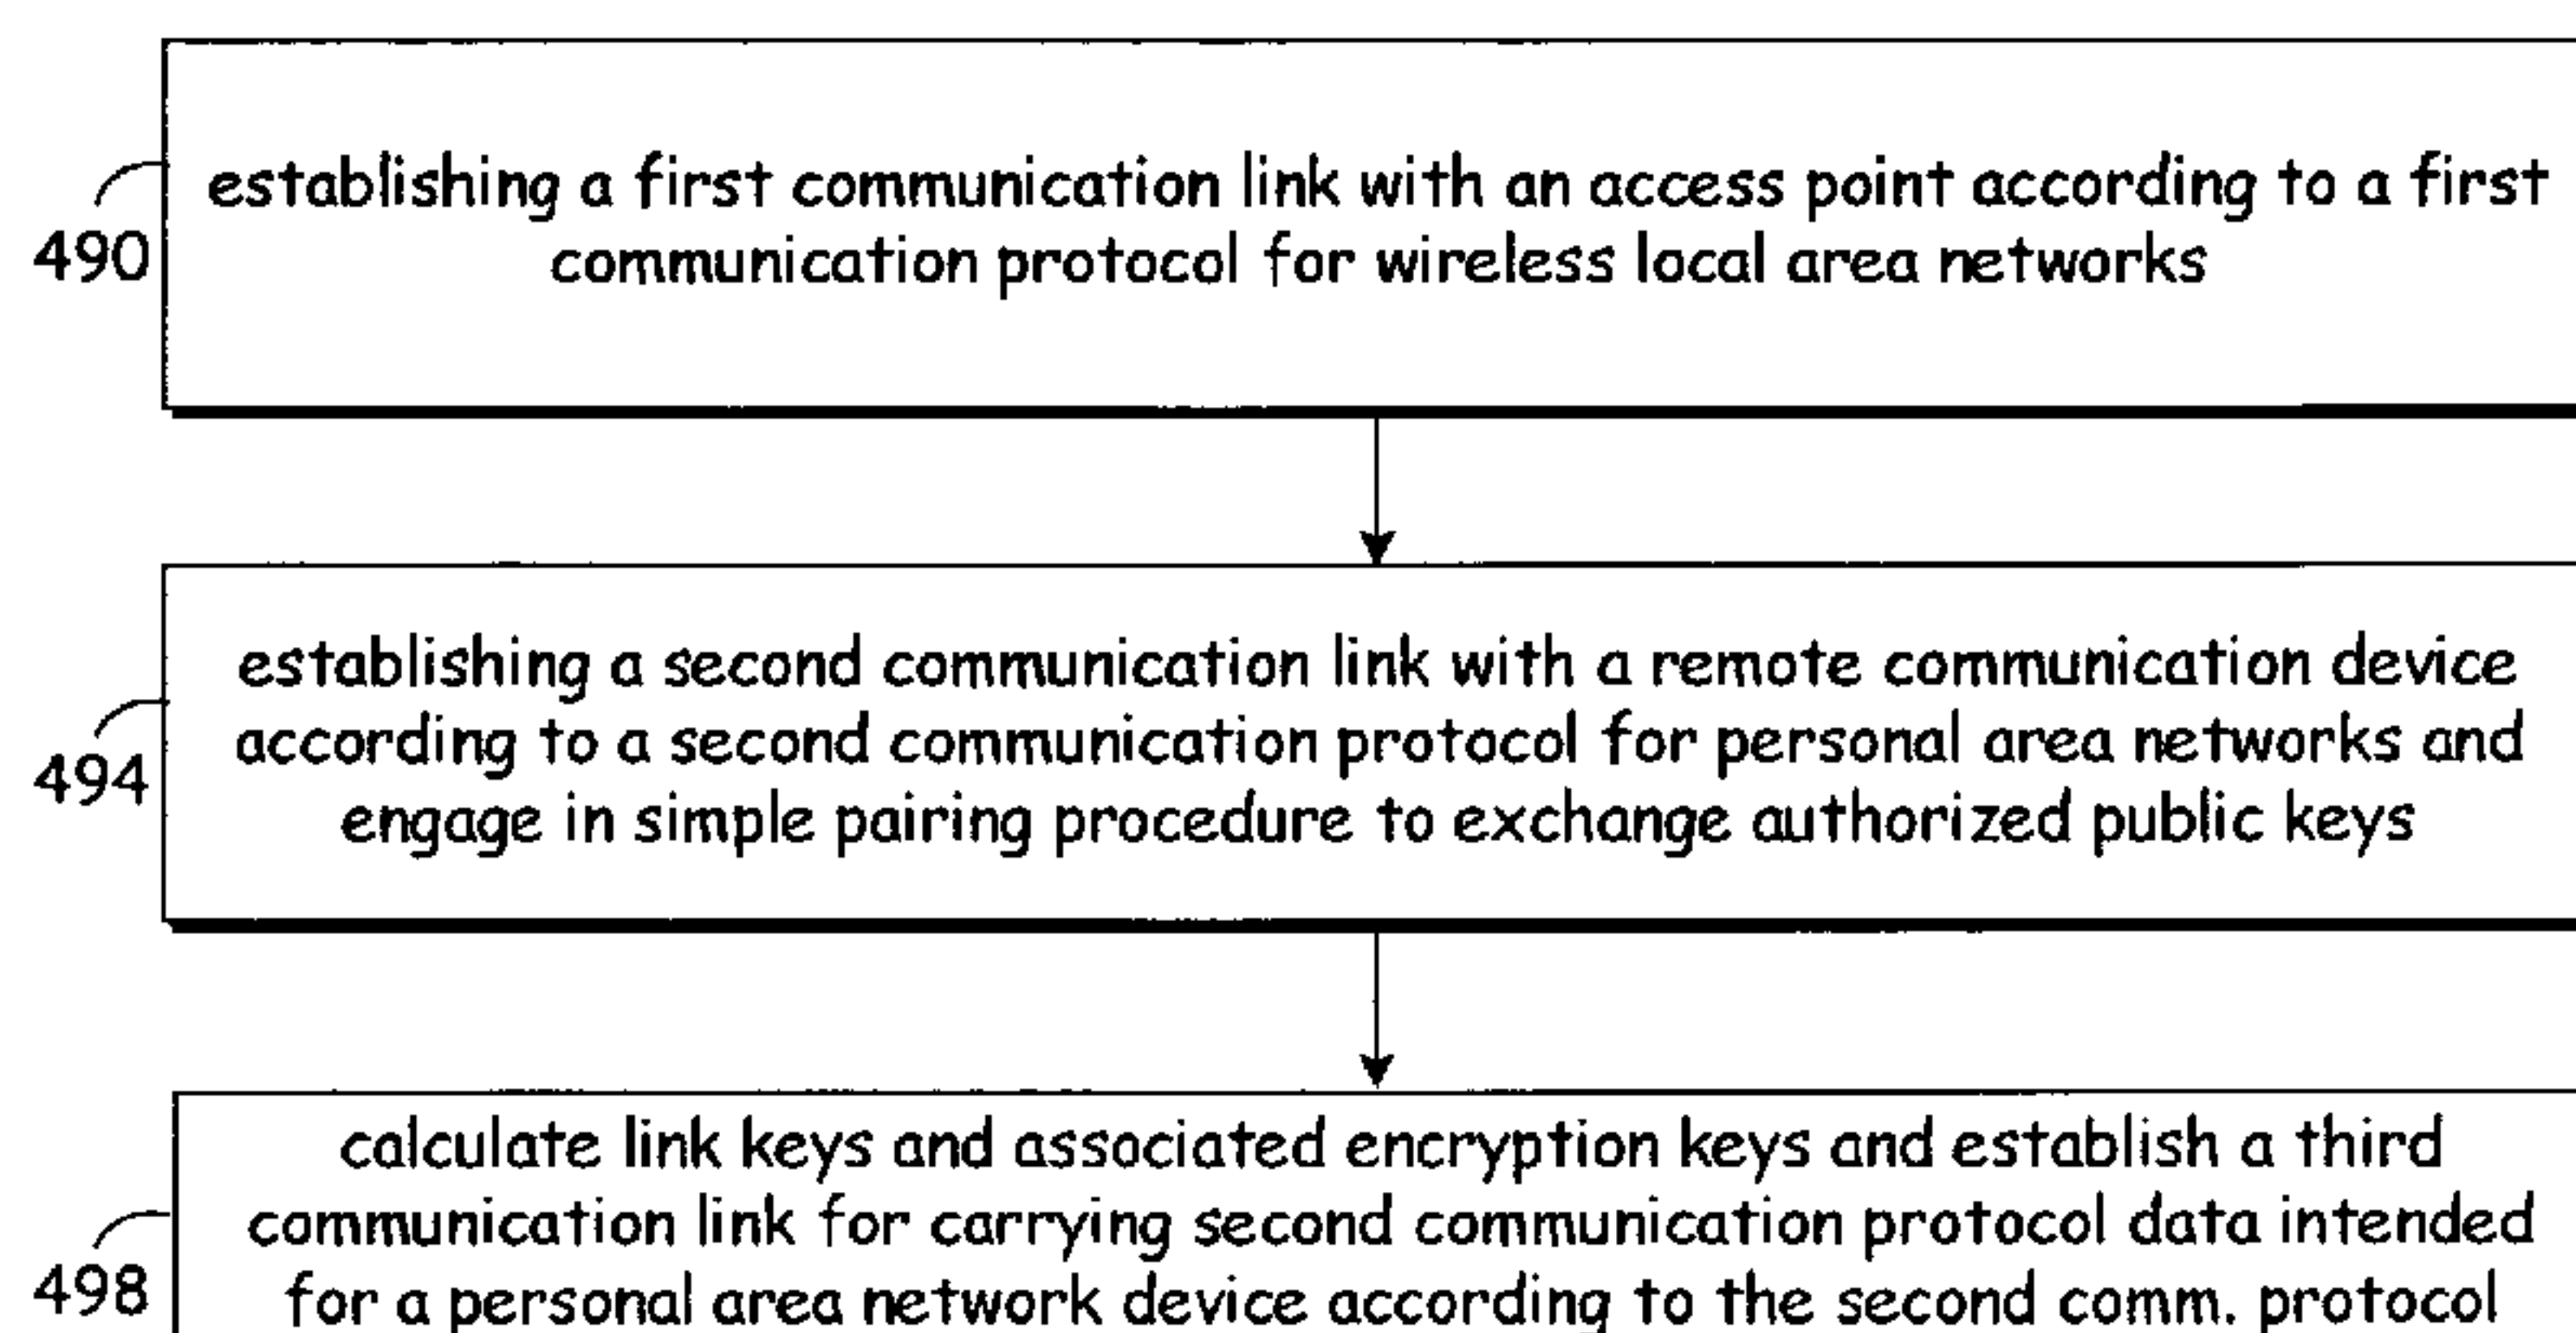 establishing a first communication link with an access point according to a first
communication protocol for wireless local area networks
490
establishing a second communication link with a remote communication device
according to a second communication protocol for personal area networks and
engage in simple pairing procedure to exchange authorized public keys
494
calculate link keys and associated encryption keys and establish a third
communication link for carrying second communication protocol data intended
for a personal area network device according to the second comm. protocol
498